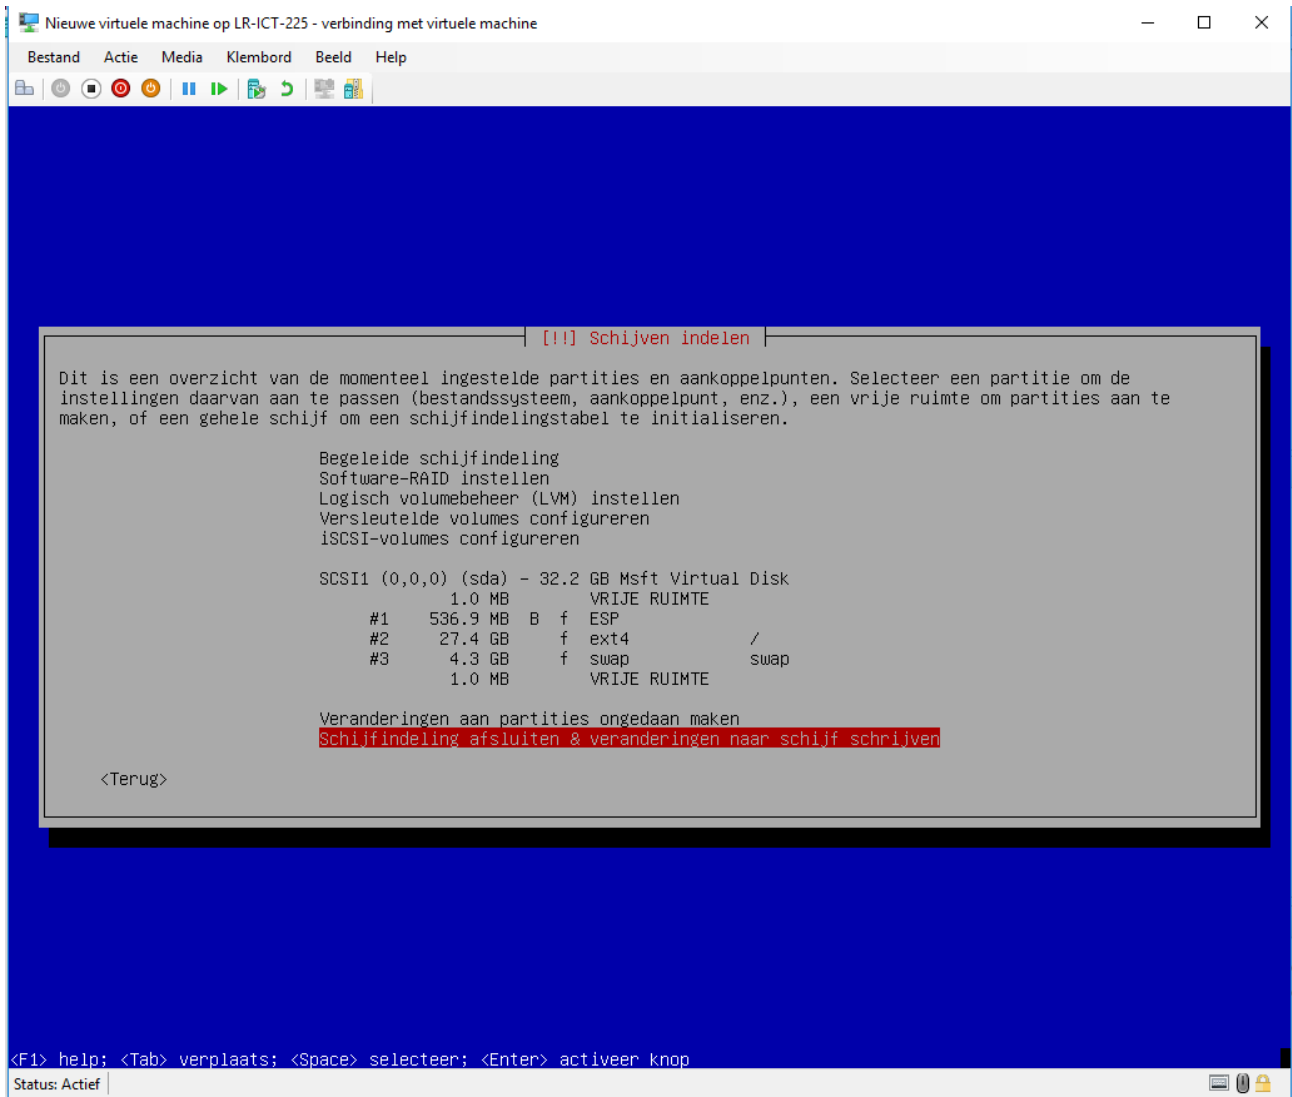 Nieuwe virtuele machine op LR-ICT-225 - verbinding met virtuele machine
Bestand Actie Media Klembord Beeld Help
[!!] Schijven indelen
Dit is een overzicht van de momenteel ingestelde partities en aankoppelpunten. Selecteer een partitie om de
instellingen daarvan aan te passen (bestandssysteem, aankoppelpunt, enz.), een vrije ruimte om partities aan te
maken, of een gehele schijf om een schijfindelingstabel te initialiseren.
Begeleide schijfindeling
Software-RAID instellen
Logisch volumebeheer (LVM) instellen
Versleutelde volumes configureren
iSCSI-volumes configureren
SCSI1 (0,0,0) (sda) - 32.2 GB Msft Virtual Disk
1.0 MB VRIJE RUIMTE
#1 536.9 MB B f ESP
#2 27.4 GB f ext4 /
#3 4.3 GB f swap swap
1.0 MB VRIJE RUIMTE
Veranderingen aan partities ongedaan maken
Schijfindeling afsluiten & veranderingen naar schijf schrijven
<Terug>
<F1> help; <Tab> verplaats; <Space> selecteer; <Enter> activeer knop
Status: Actief